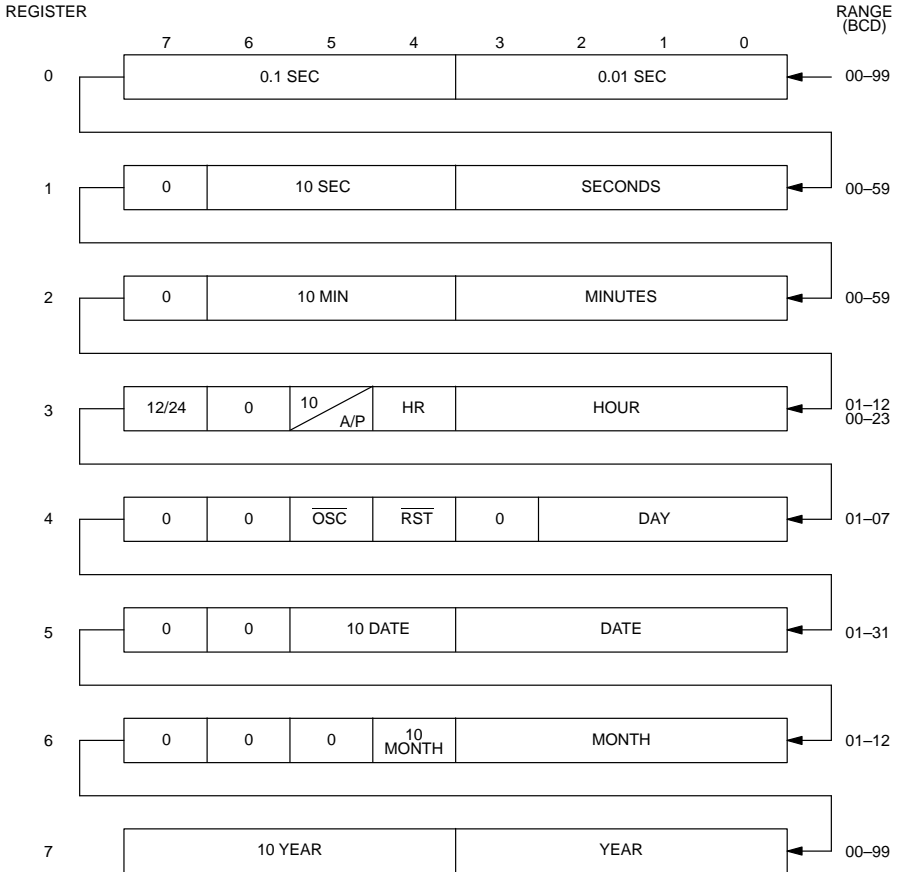 REGISTER
RANGE
(BCD)
7 6 5 4 3 2 1 0
0 0.1 SEC 0.01 SEC 00–99
1 0 10 SEC SECONDS 00–59
2 0 10 MIN MINUTES 00–59
3 12/24 0 10 A/P HR HOUR 01–12
00–23
4 0 0 OSC RST 0 DAY 01–07
5 0 0 10 DATE DATE 01–31
6 0 0 0 10 MONTH MONTH 01–12
7 10 YEAR YEAR 00–99